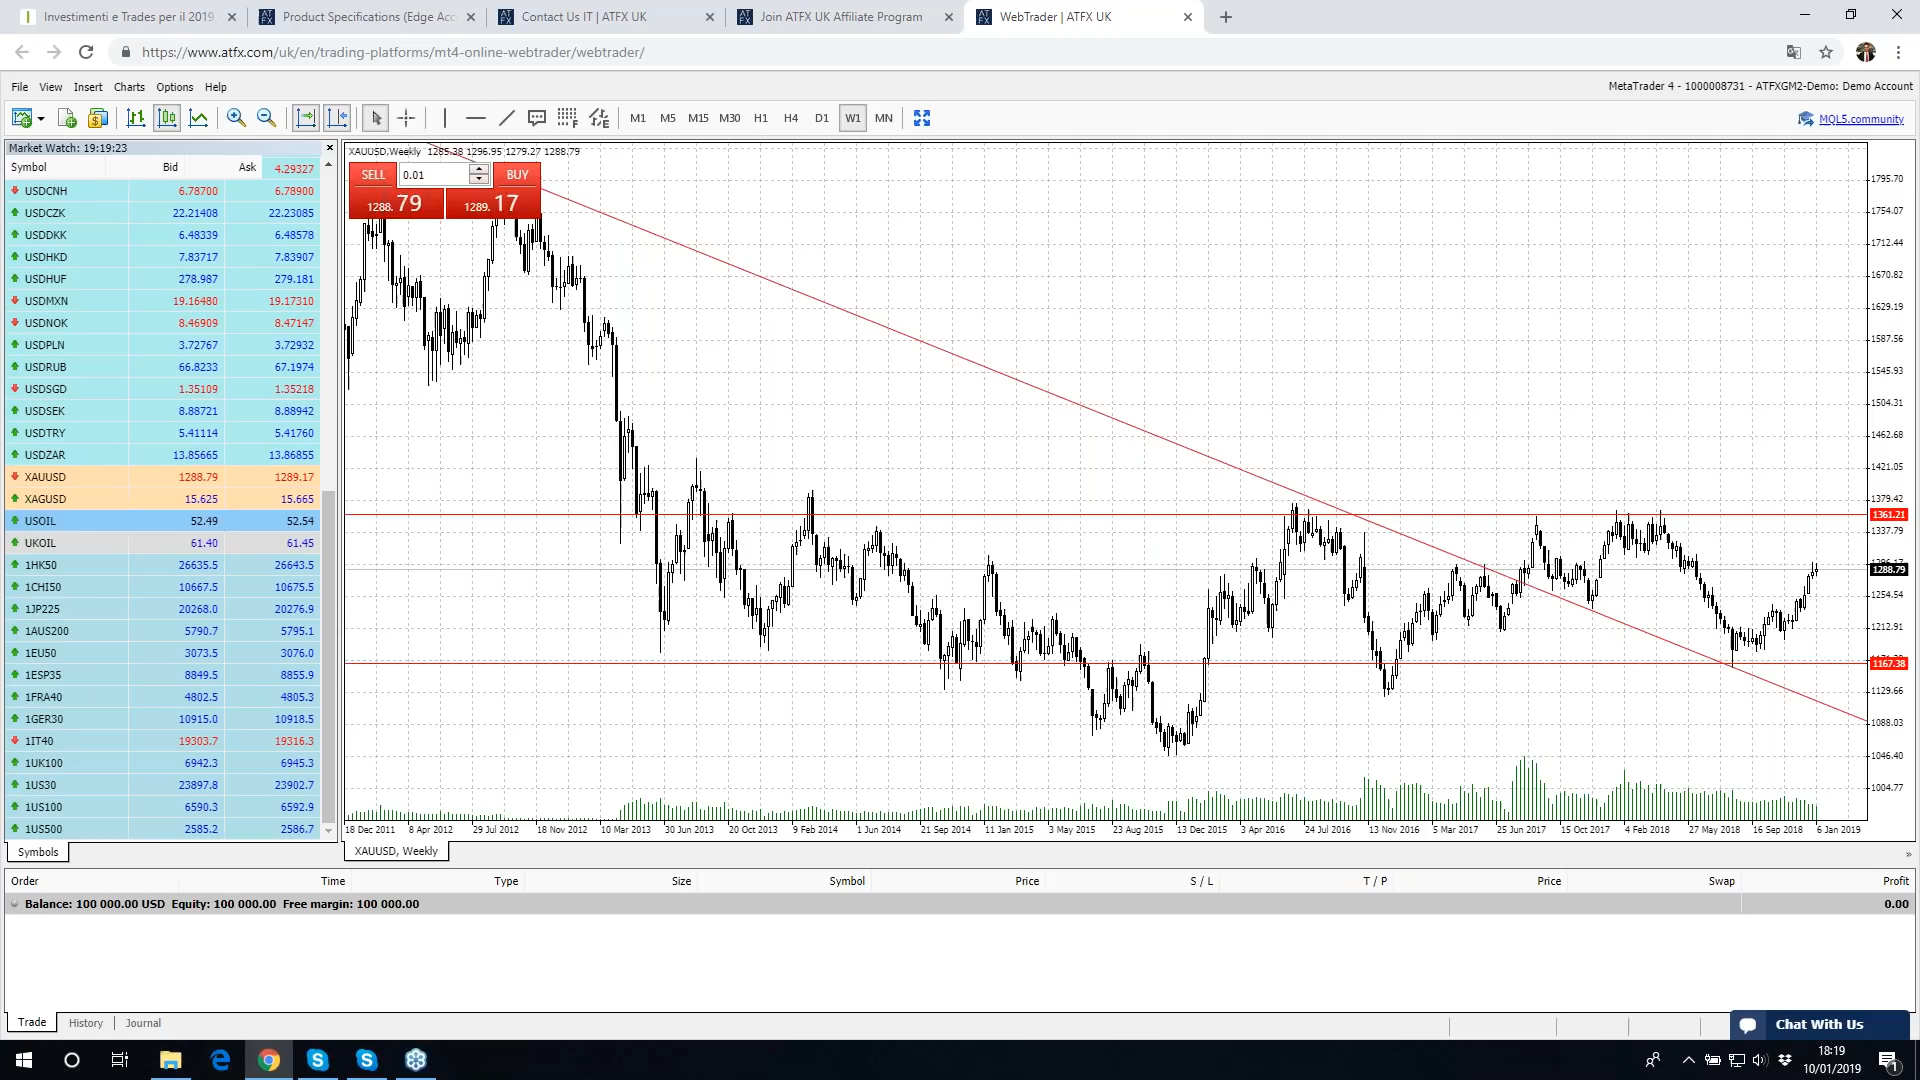 Investimenti e Trades per il 2019
Product Specifications (Edge Acc
Contact Us IT | ATFX UK
Join ATFX UK Affiliate Program
WebTrader | ATFX UK
https://www.atfx.com/uk/en/trading-platforms/mt4-online-webtrader/webtrader/
File View Insert Charts Options Help
MetaTrader 4 - 1000008731 - ATFXGM2-Demo: Demo Account
M1 M5 M15 M30 H1 H4 D1 W1 MN
MQL5.community
Market Watch: 19:19:23
Symbol Bid Ask 4.29327
USDCNH 6.78700 6.78900
USDCZK 22.21408 22.23085
USDDKK 6.48339 6.48578
USDHKD 7.83717 7.83907
USDHUF 278.987 279.181
USDMXN 19.16480 19.17310
USDNOK 8.46909 8.47147
USDPLN 3.72767 3.72932
USDRUB 66.8233 67.1974
USDSGD 1.35109 1.35218
USDSEK 8.88721 8.88942
USDTRY 5.41114 5.41760
USDZAR 13.85665 13.86855
XAUUSD 1288.79 1289.17
XAGUSD 15.625 15.665
USOIL 52.49 52.54
UKOIL 61.40 61.45
1HK50 26635.5 26643.5
1CHI50 10667.5 10675.5
1JP225 20268.0 20276.9
1AUS200 5790.7 5795.1
1EU50 3073.5 3076.0
1ESP35 8849.5 8855.9
1FRA40 4802.5 4805.3
1GER30 10915.0 10918.5
1IT40 19303.7 19316.3
1UK100 6942.3 6945.3
1US30 23897.8 23902.7
1US100 6590.3 6592.9
1US500 2585.2 2586.7
Symbols
XAUUSD,Weekly 1285.38 1296.95 1279.27 1288.79
SELL 0.01 BUY
1288.79 1289.17
1795.70
1754.07
1712.44
1670.82
1629.19
1587.56
1545.93
1504.31
1462.68
1421.05
1379.42
1361.21
1337.79
1288.79
1254.54
1212.91
1167.38
1129.66
1088.03
1046.40
1004.77
18 Dec 2011 8 Apr 2012 29 Jul 2012 18 Nov 2012 10 Mar 2013 30 Jun 2013 20 Oct 2013 9 Feb 2014 1 Jun 2014 21 Sep 2014 11 Jan 2015 3 May 2015 23 Aug 2015 13 Dec 2015 3 Apr 2016 24 Jul 2016 13 Nov 2016 5 Mar 2017 25 Jun 2017 15 Oct 2017 4 Feb 2018 27 May 2018 16 Sep 2018 6 Jan 2019
XAUUSD, Weekly
Order Time Type Size Symbol Price S / L T / P Price Swap Profit
Balance: 100 000.00 USD Equity: 100 000.00 Free margin: 100 000.00 0.00
Trade History Journal
Chat With Us
18:19
10/01/2019
1